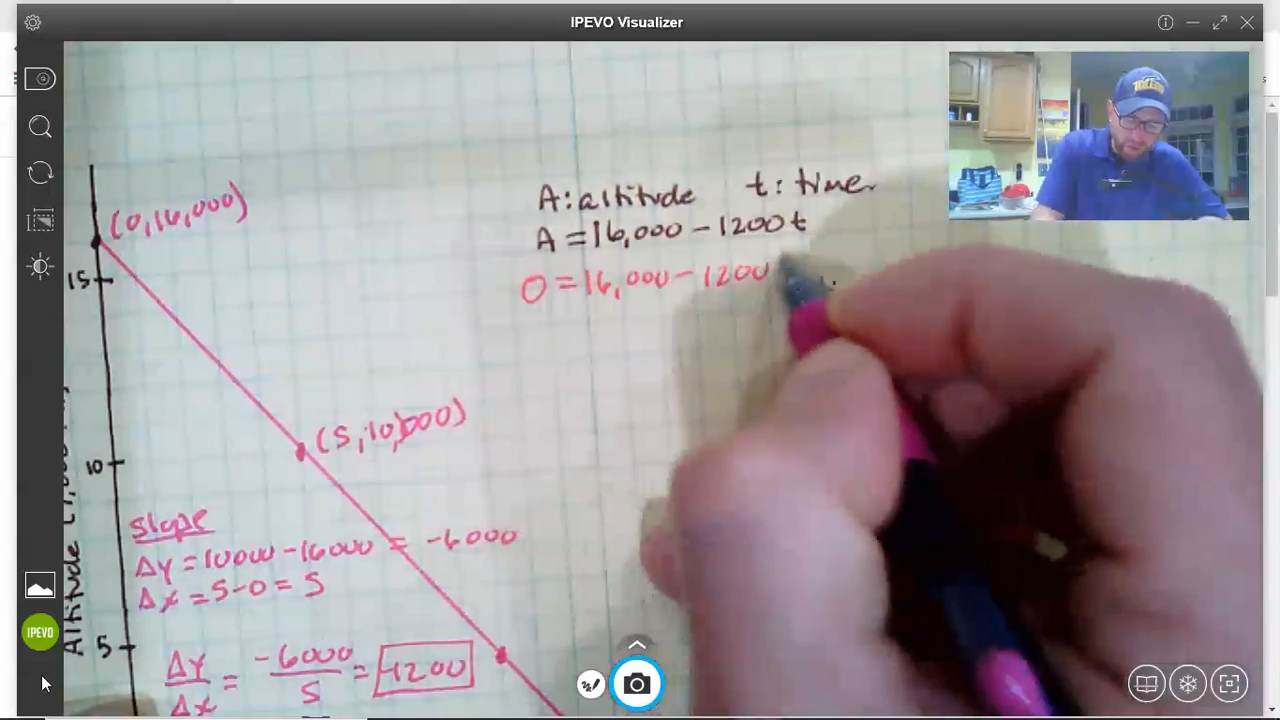 IPEVO Visualizer
A: altitude t: time
(0,16,000)
A = 16,000 - 1200t
15
0 = 16,000 - 1200
(5,10,000)
10
slope
Δy = 10000 - 16000 = -6000
Δx = 5-0 = 5
Altitude
5
Δy/Δx = -6000/5 = -1200
IPEVO